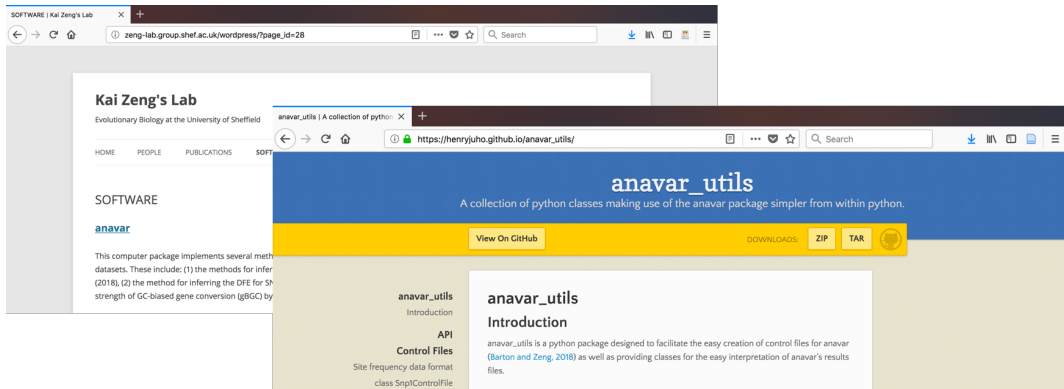 SOFTWARE | Kai Zeng's Lab
zeng-lab.group.shef.ac.uk/wordpress/?page_id=28
Search
Kai Zeng's Lab
Evolutionary Biology at the University of Sheffield
HOME PEOPLE PUBLICATIONS SOFT
SOFTWARE
anavar
This computer package implements several meth
datasets. These include: (1) the methods for infer
(2018), (2) the method for inferring the DFE for SN
strength of GC-biased gene conversion (gBGC) by
anavar_utils | A collection of python
https://henryjuho.github.io/anavar_utils/
Search
anavar_utils
A collection of python classes making use of the anavar package simpler from within python.
View On GitHub
DOWNLOADS: ZIP TAR
anavar_utils
Introduction
API
Control Files
Site frequency data format
class Snp1ControlFile
anavar_utils
Introduction
anavar_utils is a python package designed to facilitate the easy creation of control files for anavar
(Barton and Zeng, 2018) as well as providing classes for the easy interpretation of anavar's results
files.